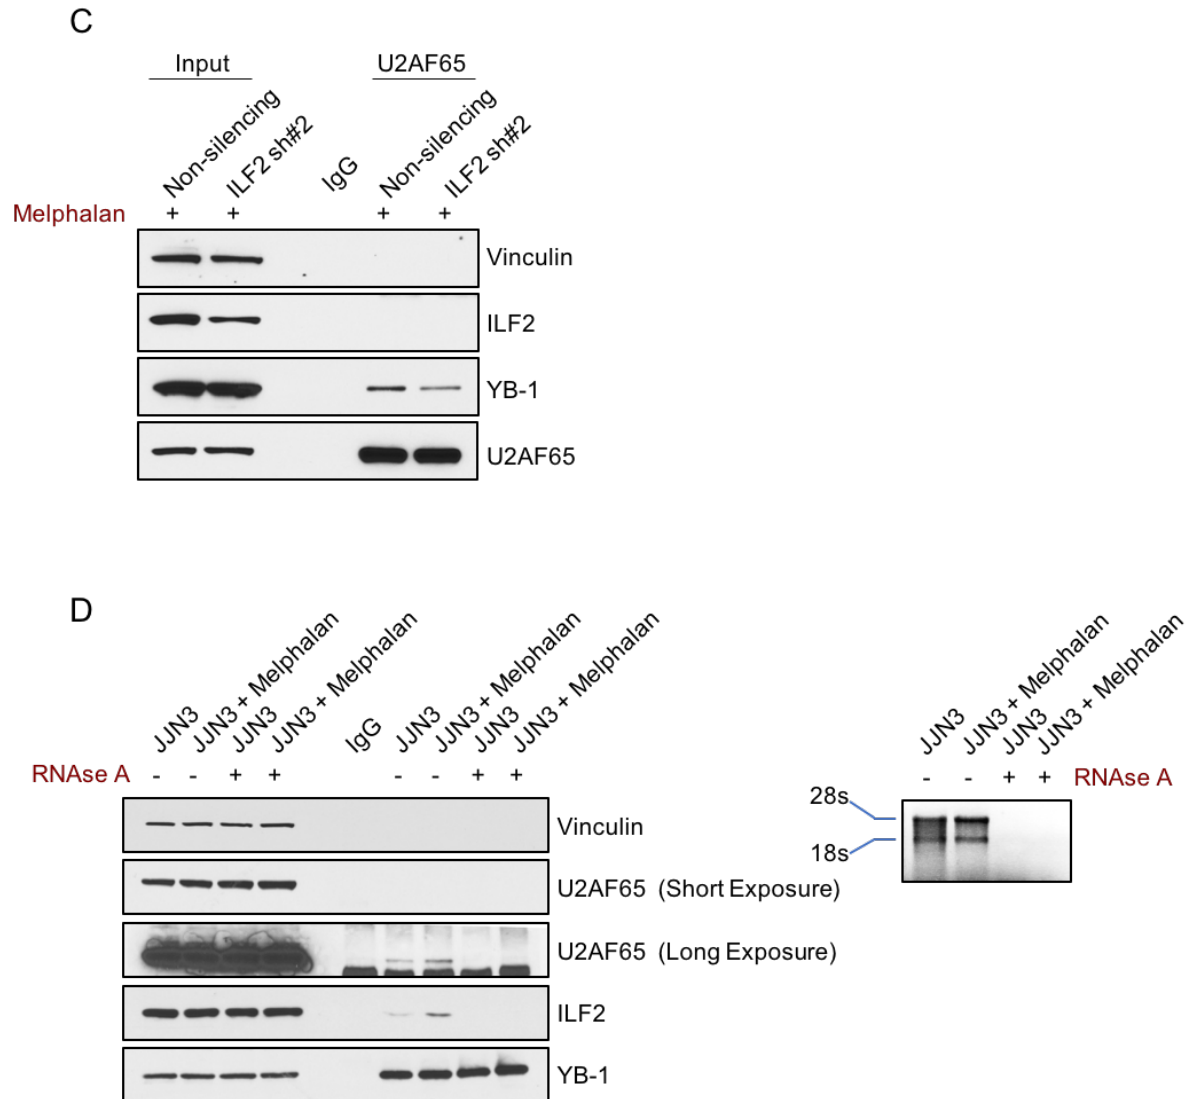 C
Input U2AF65
Non-silencing ILF2 sh#2 IgG Non-silencing ILF2 sh#2
Melphalan + + + +
Vinculin
ILF2
YB-1
U2AF65
D
JJN3 JJN3 + Melphalan JJN3 JJN3 + Melphalan IgG JJN3 JJN3 + Melphalan JJN3 JJN3 + Melphalan
RNAse A - - + + - - + +
Vinculin
U2AF65 (Short Exposure)
U2AF65 (Long Exposure)
ILF2
YB-1
JJN3 JJN3 + Melphalan JJN3 JJN3 + Melphalan
- - + + RNAse A
28s
18s